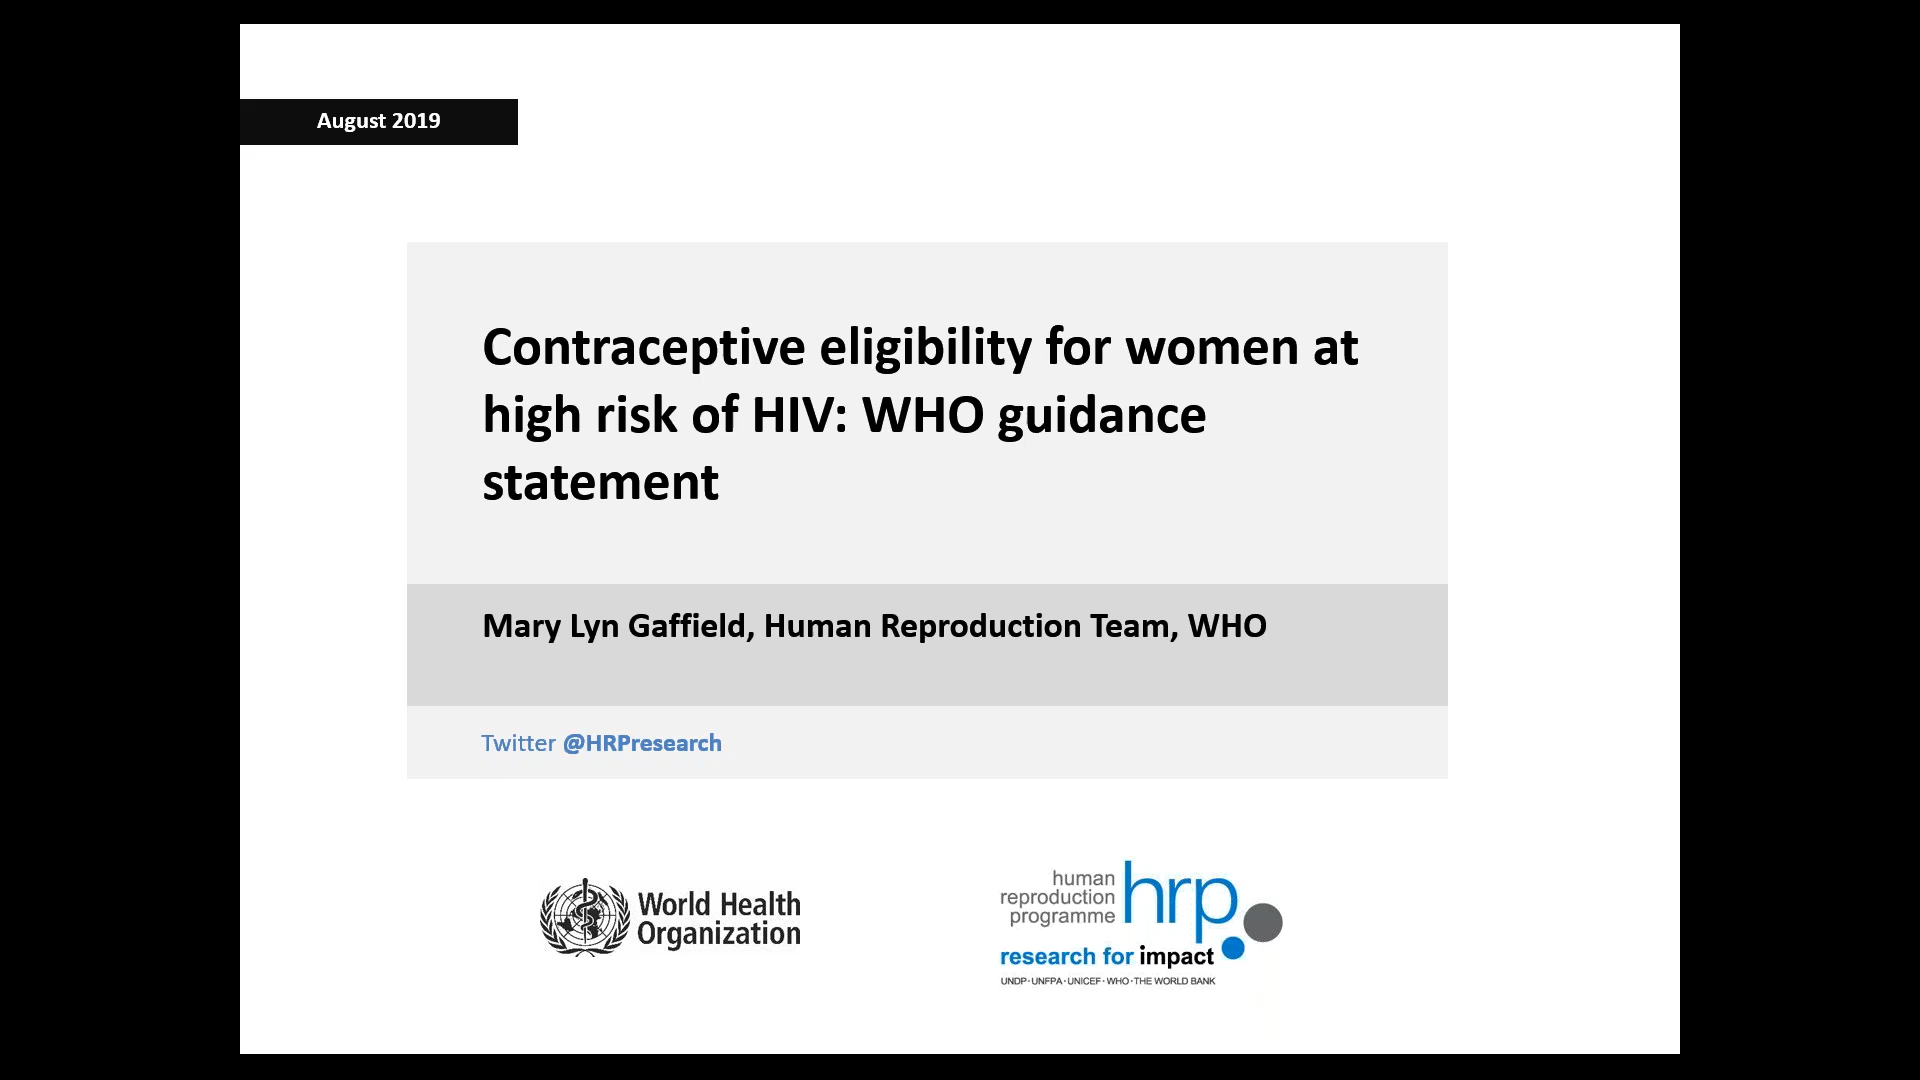 August 2019
Contraceptive eligibility for women at
high risk of HIV: WHO guidance
statement
Mary Lyn Gaffield, Human Reproduction Team, WHO
Twitter @HRPresearch
World Health
Organization
human
reproduction
programme
hrp
research for impact
UNDP·UNFPA·UNICEF·WHO·THE WORLD BANK